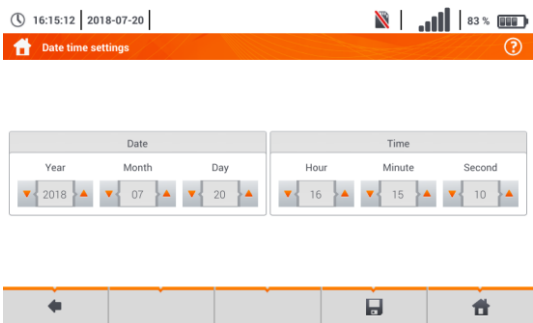 16:15:12 2018-07-20 83 %
Date time settings ?
Date Time
Year Month Day Hour Minute Second
2018 07 20 16 15 10